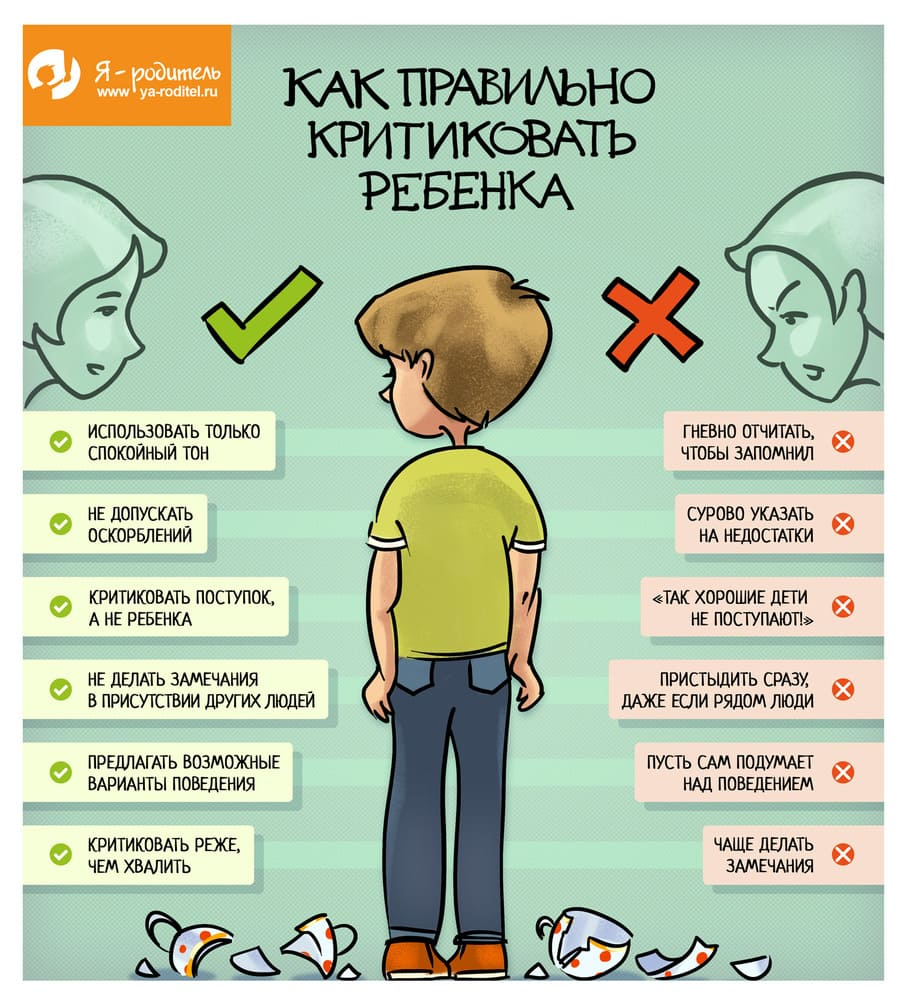 Я - родитель
www. ya-roditel.ru
КАК ПРАВИЛЬНО
КРИТИКОВАТЬ
РЕБЕНКА
ИСПОЛЬЗОВАТЬ ТОЛЬКО
СПОКОЙНЫЙ ТОН
НЕ ДОПУСКАТЬ
ОСКОРБЛЕНИЙ
КРИТИКОВАТЬ ПОСТУПОК,
А НЕ РЕБЕНКА
НЕ ДЕЛАТЬ ЗАМЕЧАНИЯ
В ПРИСУТСТВИИ ДРУГИХ ЛЮДЕЙ
ПРЕДЛАГАТЬ ВОЗМОЖНЫЕ
ВАРИАНТЫ ПОВЕДЕНИЯ
КРИТИКОВАТЬ РЕЖЕ,
ЧЕМ ХВАЛИТЬ
ГНЕВНО ОТЧИТАТЬ,
ЧТОБЫ ЗАПОМНИЛ
СУРОВО УКАЗАТЬ
НА НЕДОСТАТКИ
«ТАК ХОРОШИЕ ДЕТИ
НЕ ПОСТУПАЮТ!»
ПРИСТЫДИТЬ СРАЗУ,
ДАЖЕ ЕСЛИ РЯДОМ ЛЮДИ
ПУСТЬ САМ ПОДУМАЕТ
НАД ПОВЕДЕНИЕМ
ЧАЩЕ ДЕЛАТЬ
ЗАМЕЧАНИЯ